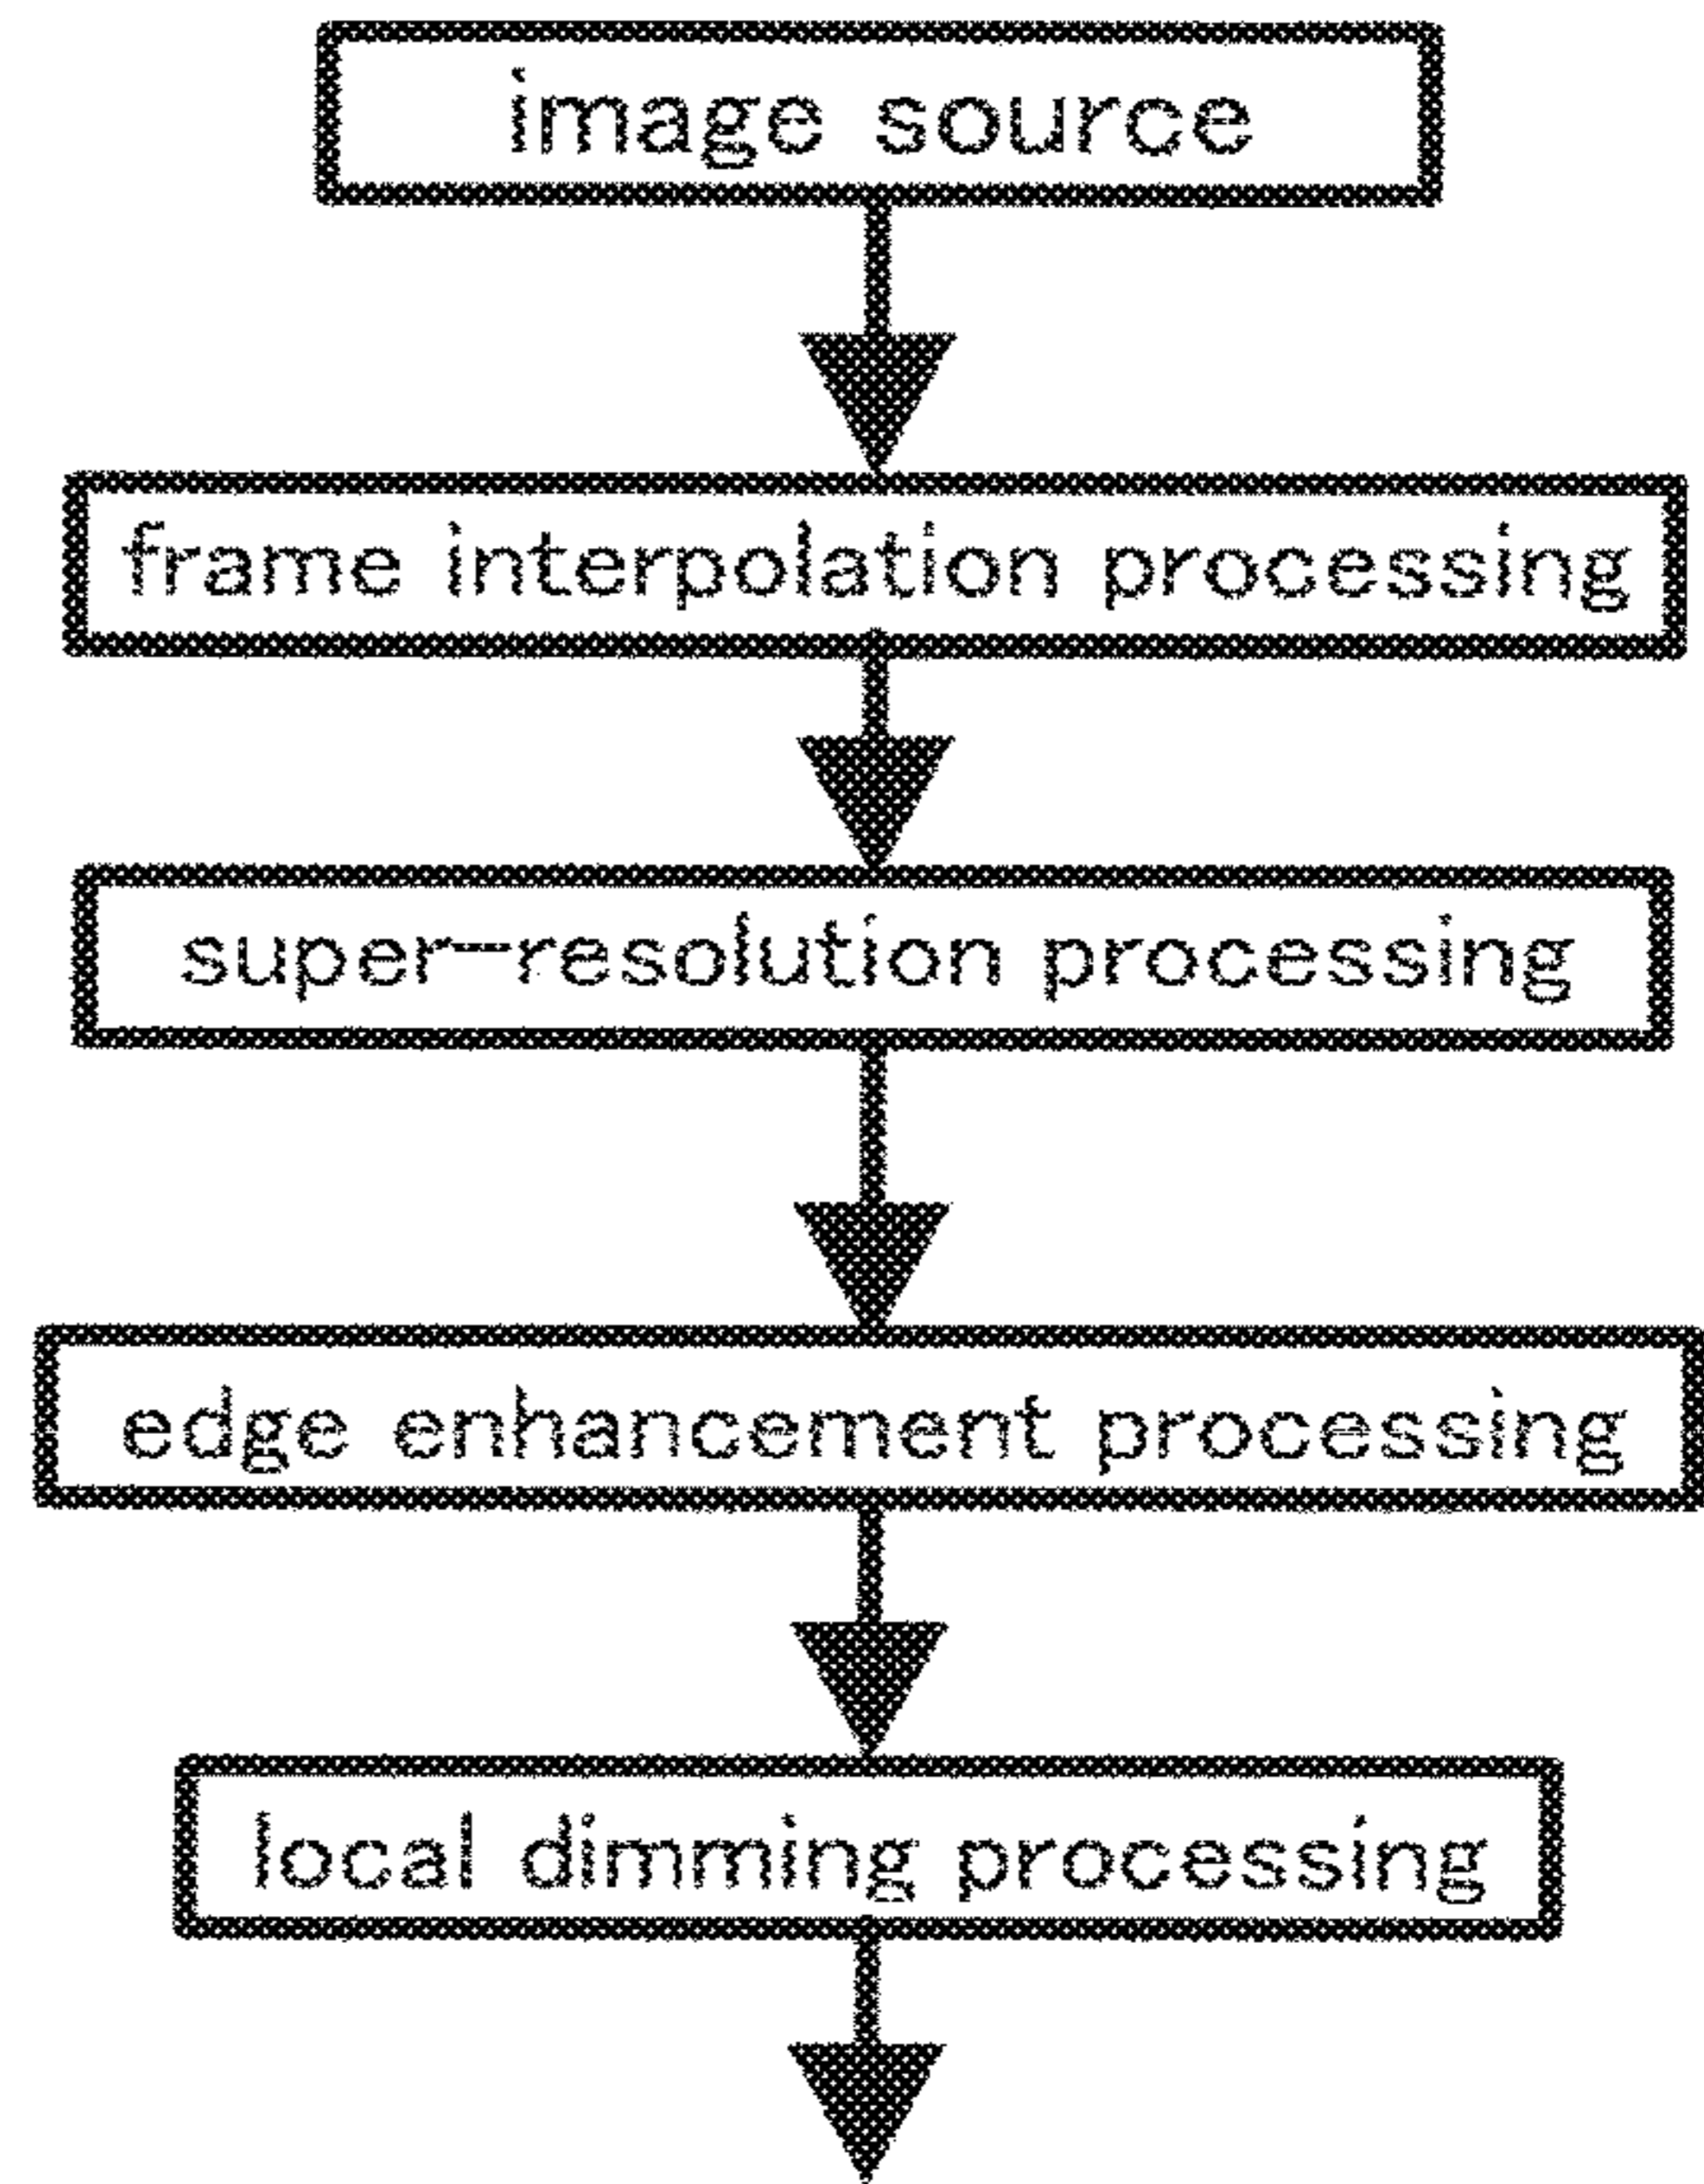 image source
frame interpolation processing
super-resolution processing
edge enhancement processing
local dimming processing